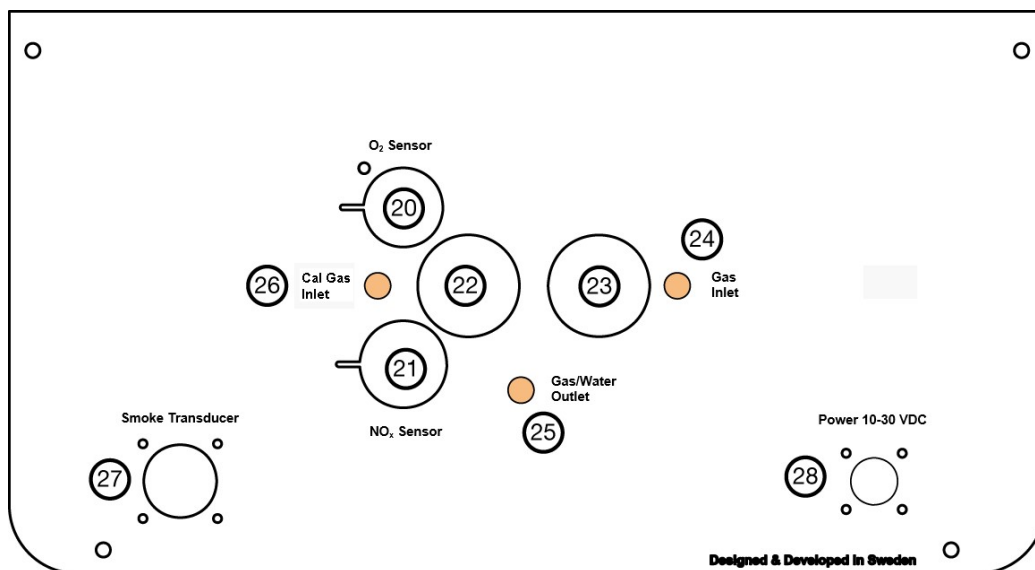 O₂ Sensor
20
24
26
Cal Gas
Inlet
22
23
Gas
Inlet
21
Gas/Water
Outlet
Smoke Transducer
NOₓ Sensor
25
Power 10-30 VDC
27
28
Designed & Developed in Sweden